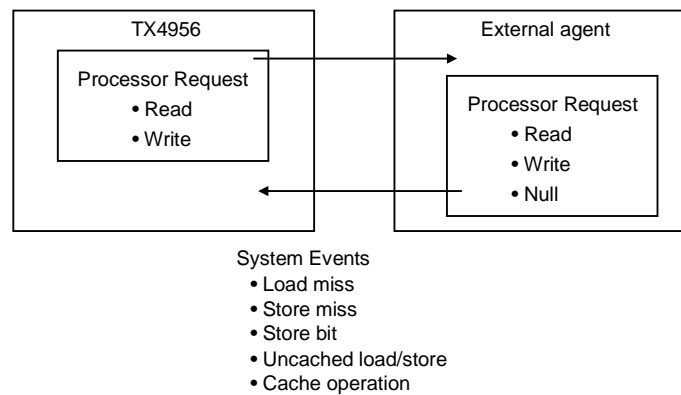 TX4956
Processor Request
• Read
• Write
External agent
Processor Request
• Read
• Write
• Null
System Events
• Load miss
• Store miss
• Store bit
• Uncached load/store
• Cache operation